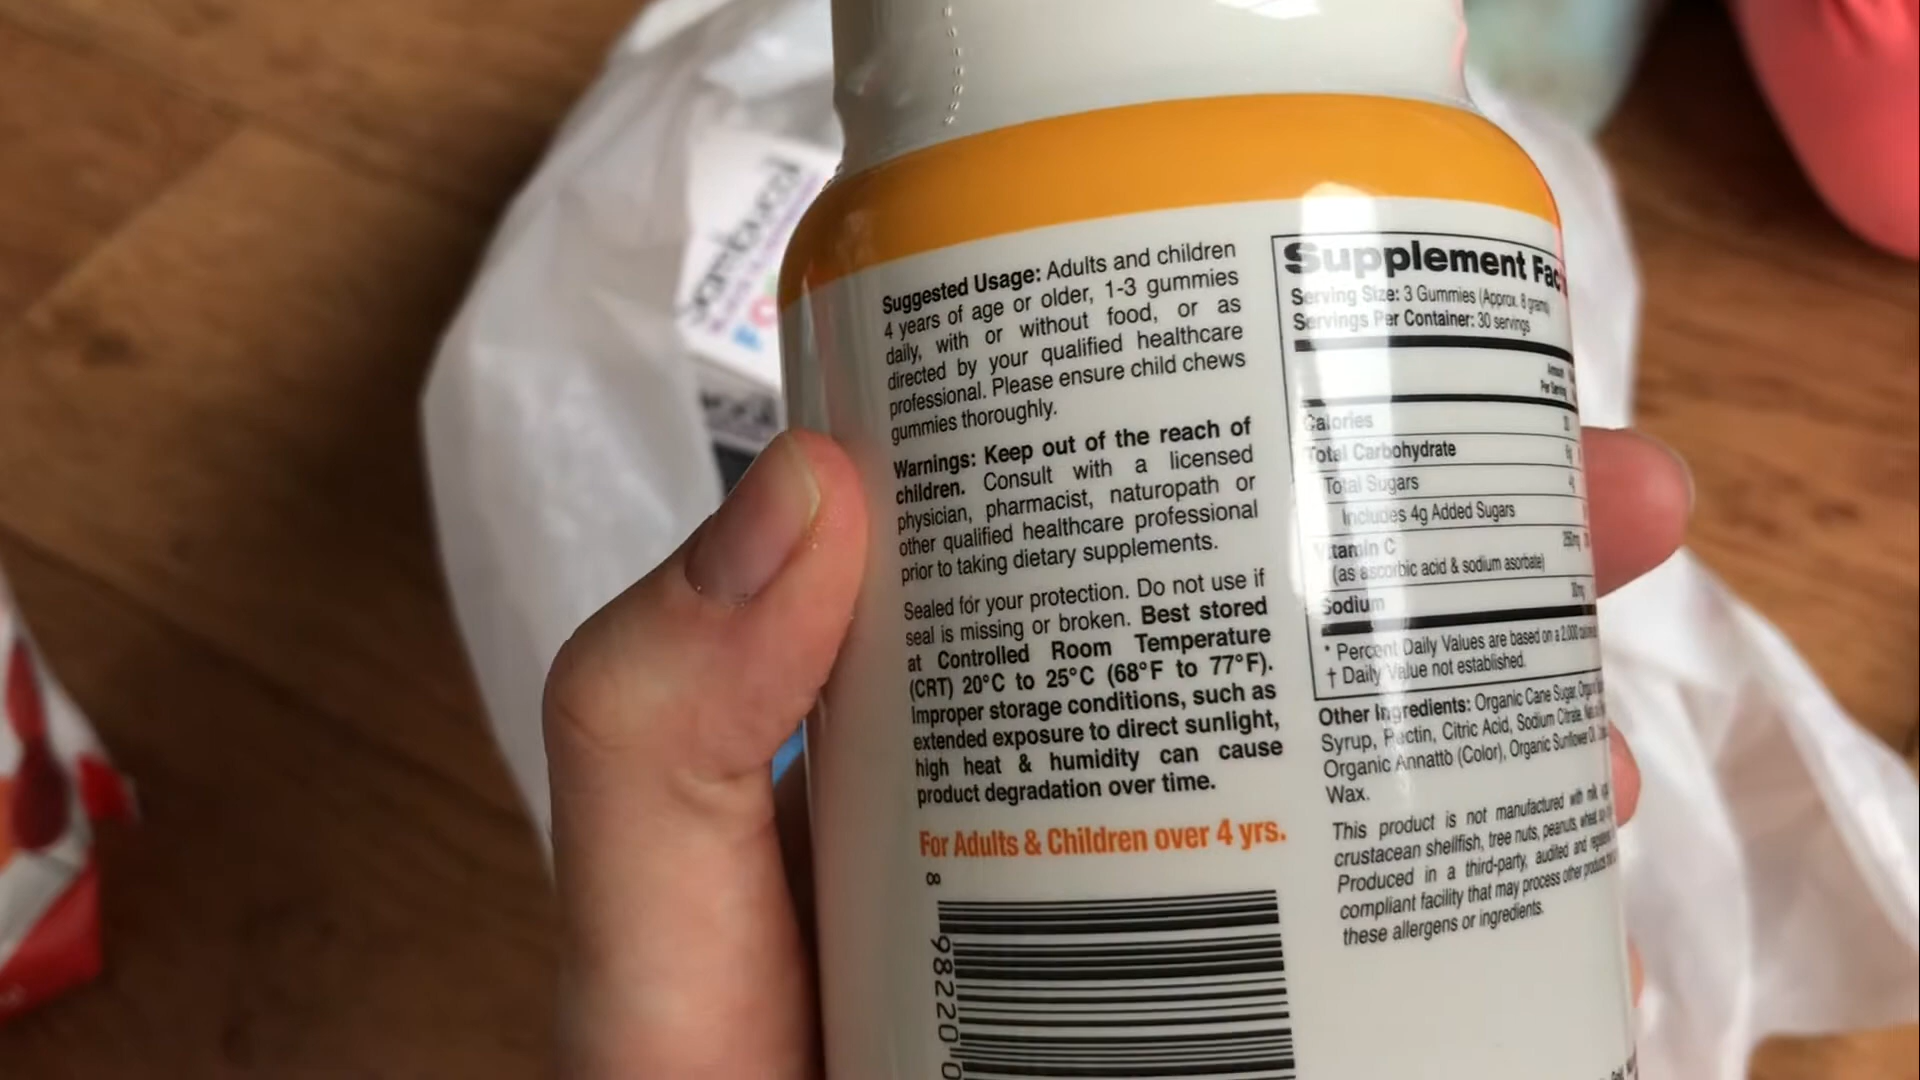 Suggested Usage: Adults and children
4 years of age or older, 1-3 gummies
daily, with or without food, or as
directed by your qualified healthcare
professional. Please ensure child chews
gummies thoroughly.
Warnings: Keep out of the reach of
children. Consult with a licensed
physician, pharmacist, naturopath or
other qualified healthcare professional
prior to taking dietary supplements.
Sealed for your protection. Do not use if
seal is missing or broken. Best stored
at Controlled Room Temperature
(CRT) 20°C to 25°C (68°F to 77°F).
Improper storage conditions, such as
extended exposure to direct sunlight,
high heat & humidity can cause
product degradation over time.
For Adults & Children over 4 yrs.
8
98220 0
Supplement
Serving Size: 3 Gummies (Approx. 8 grams)
Servings Per Container: 30 servings
Amount
Per Serving
Calories
Total Carbohydrate
Total Sugars
Includes 4g Added Sugars
Vitamin C 250mg
(as ascorbic acid & sodium asorbate)
Sodium
* Percent Daily Values are based on a 2,000
† Daily Value not established.
Other Ingredients: Organic Cane Sugar,
Syrup, Pectin, Citric Acid, Sodium Citrate,
Organic Annatto (Color), Organic Sunflower Oil,
Wax.
This product is not manufactured with milk
crustacean shellfish, tree nuts, peanuts, wheat,
Produced in a third-party, audited and
compliant facility that may process other products
these allergens or ingredients.
Sambucol